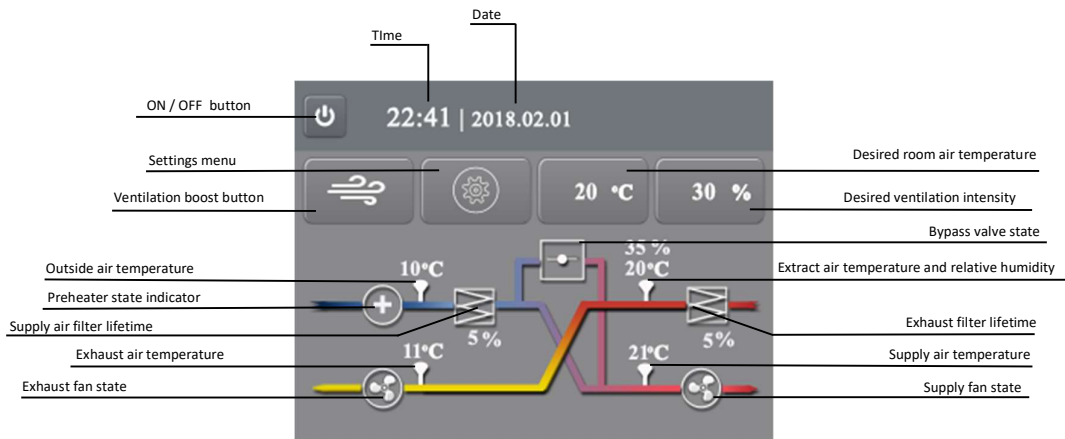 Date
TIme
ON / OFF button
22:41 | 2018.02.01
Settings menu
Desired room air temperature
Ventilation boost button
20 °C
30 %
Desired ventilation intensity
Bypass valve state
35 %
Outside air temperature
10°C
20°C
Extract air temperature and relative humidity
Preheater state indicator
Supply air filter lifetime
5%
5%
Exhaust filter lifetime
Exhaust air temperature
11°C
21°C
Supply air temperature
Exhaust fan state
Supply fan state